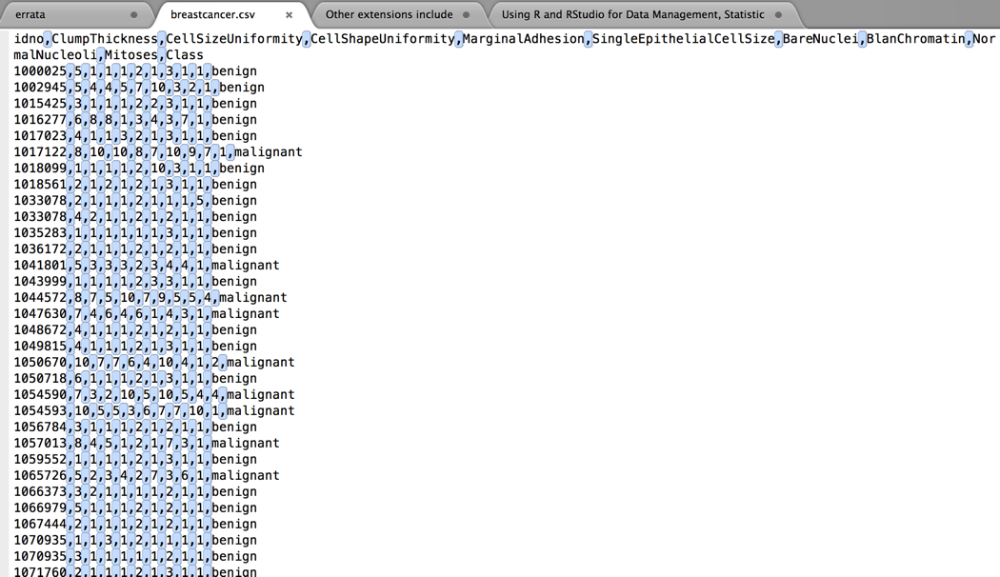 errata
breastcancer.csv
Other extensions include
Using R and RStudio for Data Management, Statistic
idno,ClumpThickness,CellSizeUniformity,CellShapeUniformity,MarginalAdhesion,SingleEpithelialCellSize,BareNuclei,BlanChromatin,Nor
malNucleoli,Mitoses,Class
1000025,5,1,1,1,2,1,3,1,1,benign
1002945,5,4,4,5,7,10,3,2,1,benign
1015425,3,1,1,1,2,2,3,1,1,benign
1016277,6,8,8,1,3,4,3,7,1,benign
1017023,4,1,1,3,2,1,3,1,1,benign
1017122,8,10,10,8,7,10,9,7,1,malignant
1018099,1,1,1,1,2,10,3,1,1,benign
1018561,2,1,2,1,2,1,3,1,1,benign
1033078,2,1,1,1,2,1,1,1,5,benign
1033078,4,2,1,1,2,1,2,1,1,benign
1035283,1,1,1,1,1,1,3,1,1,benign
1036172,2,1,1,1,2,1,2,1,1,benign
1041801,5,3,3,3,2,3,4,4,1,malignant
1043999,1,1,1,1,2,3,3,1,1,benign
1044572,8,7,5,10,7,9,5,5,4,malignant
1047630,7,4,6,4,6,1,4,3,1,malignant
1048672,4,1,1,1,2,1,2,1,1,benign
1049815,4,1,1,1,2,1,3,1,1,benign
1050670,10,7,7,6,4,10,4,1,2,malignant
1050718,6,1,1,1,2,1,3,1,1,benign
1054590,7,3,2,10,5,10,5,4,4,malignant
1054593,10,5,5,3,6,7,7,10,1,malignant
1056784,3,1,1,1,2,1,2,1,1,benign
1057013,8,4,5,1,2,1,7,3,1,malignant
1059552,1,1,1,1,2,1,3,1,1,benign
1065726,5,2,3,4,2,7,3,6,1,malignant
1066373,3,2,1,1,1,1,2,1,1,benign
1066979,5,1,1,1,2,1,2,1,1,benign
1067444,2,1,1,1,2,1,2,1,1,benign
1070935,1,1,3,1,2,1,1,1,1,benign
1070935,3,1,1,1,1,1,2,1,1,benign
1071760,2,1,1,1,2,1,3,1,1,benign